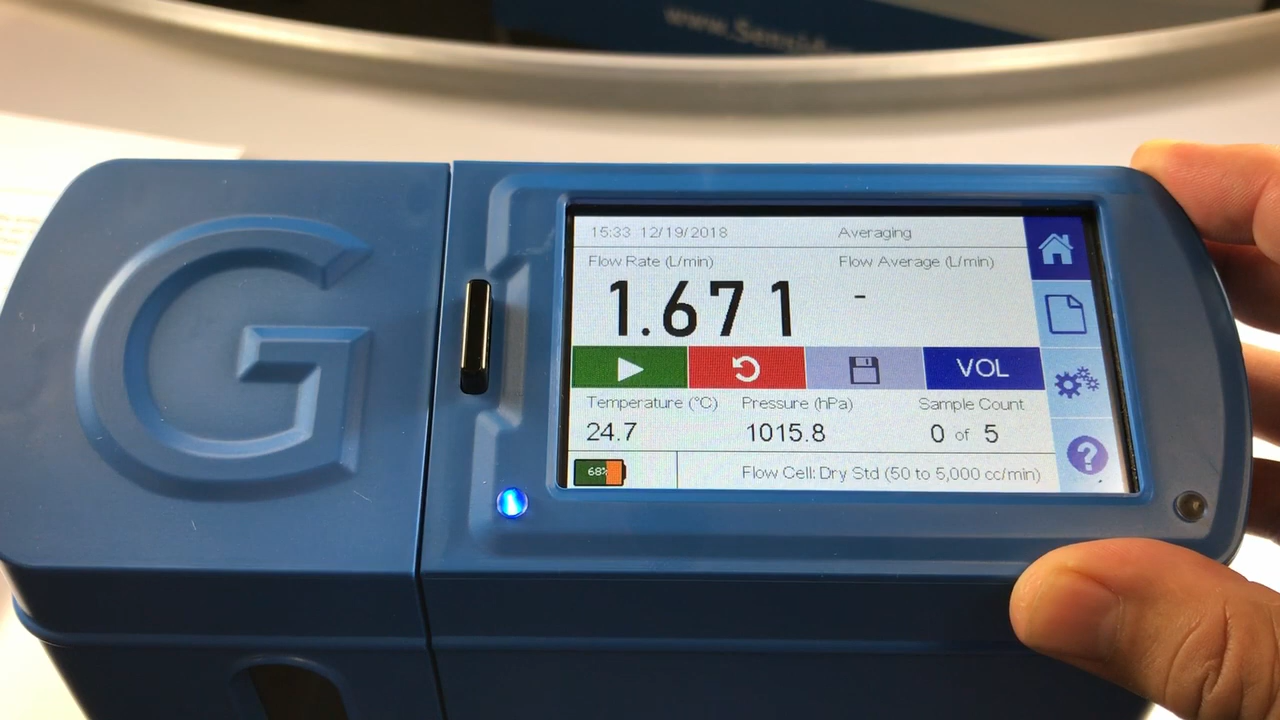 G
15:33 12/19/2018 Averaging
Flow Rate (L/min) Flow Average (L/min)
1.671 -
VOL
Temperature (°C) Pressure (hPa) Sample Count
24.7 1015.8 0 of 5
68% Flow Cell: Dry Std (50 to 5,000 cc/min)
?